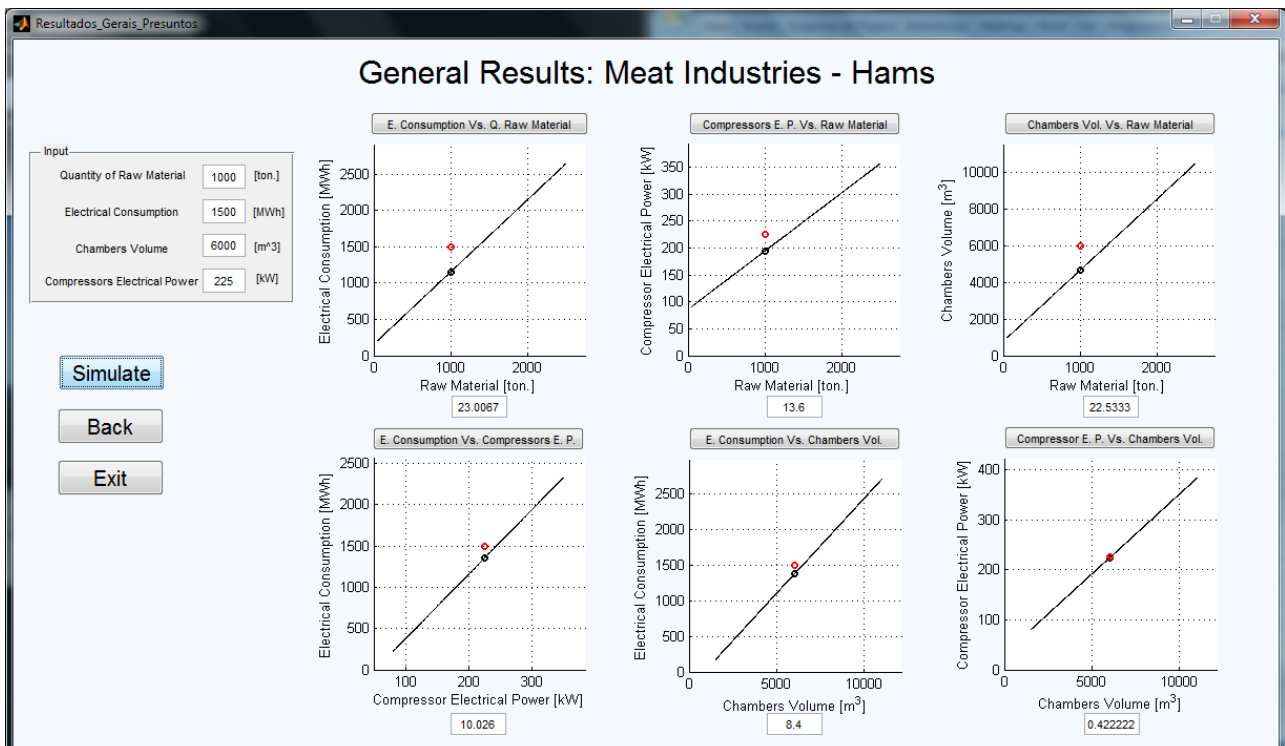 Resultados_Gerais_Presuntos
General Results: Meat Industries - Hams
Input
Quantity of Raw Material 1000 [ton.]
Electrical Consumption 1500 [MWh]
Chambers Volume 6000 [m^3]
Compressors Electrical Power 225 [kW]
Simulate
Back
Exit
E. Consumption Vs. Q. Raw Material
Electrical Consumption [MWh]
2500
2000
1500
1000
500
0
0 1000 2000
Raw Material [ton.]
23.0067
Compressors E. P. Vs. Raw Material
Compressor Electrical Power [kW]
350
300
250
200
150
100
50
0
0 1000 2000
Raw Material [ton.]
13.6
Chambers Vol. Vs. Raw Material
Chambers Volume [m³]
10000
8000
6000
4000
2000
0
0 1000 2000
Raw Material [ton.]
22.5333
E. Consumption Vs. Compressors E. P.
Electrical Consumption [MWh]
2500
2000
1500
1000
500
0
100 200 300
Compressor Electrical Power [kW]
10.026
E. Consumption Vs. Chambers Vol.
Electrical Consumption [MWh]
2500
2000
1500
1000
500
0
5000 10000
Chambers Volume [m³]
8.4
Compressor E. P. Vs. Chambers Vol.
Compressor Electrical Power [kW]
400
300
200
100
0
0 5000 10000
Chambers Volume [m³]
0.422222